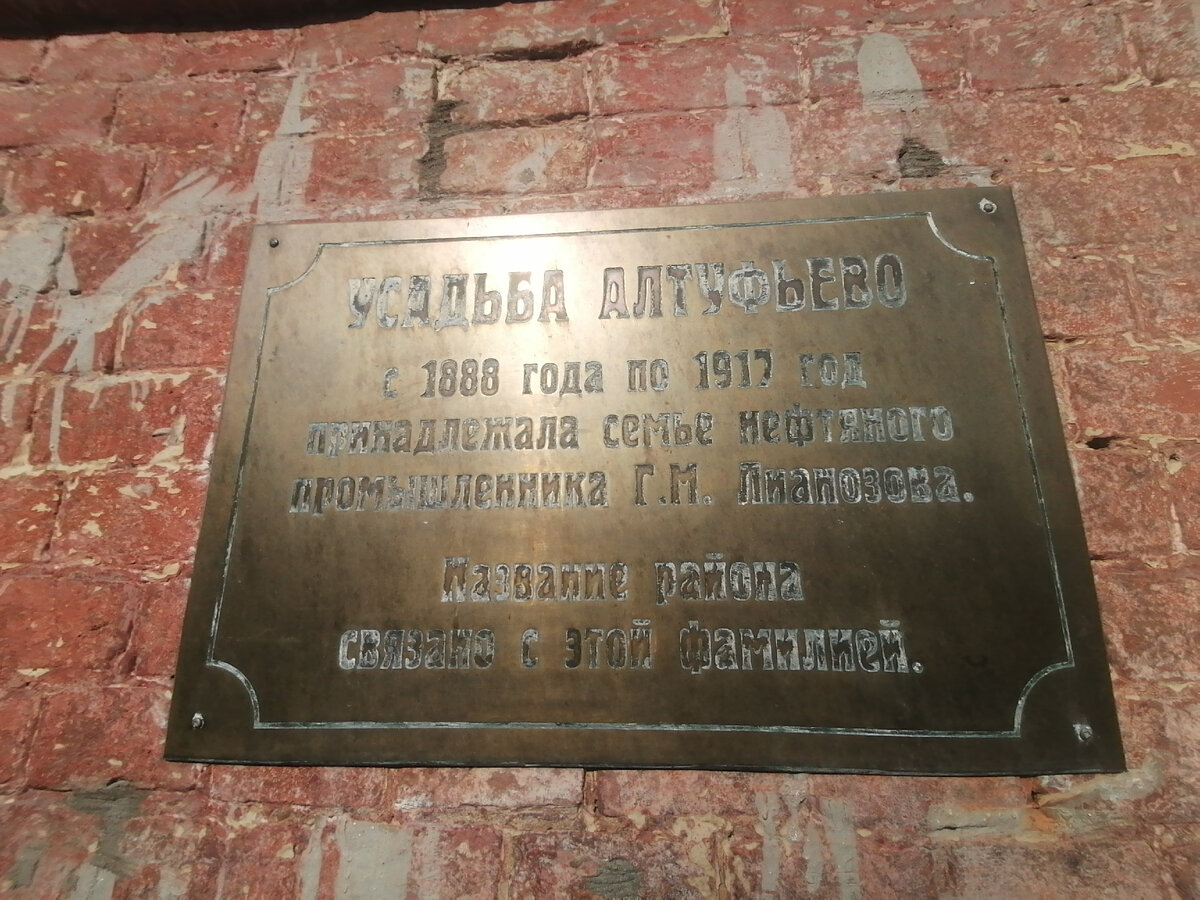 УСАДЬБА АЛТУФЬЕВО
с 1888 года по 1917 год
принадлежала семье нефтяного
промышленника Г.М. Лианозова.
Название района
связано с этой фамилией.